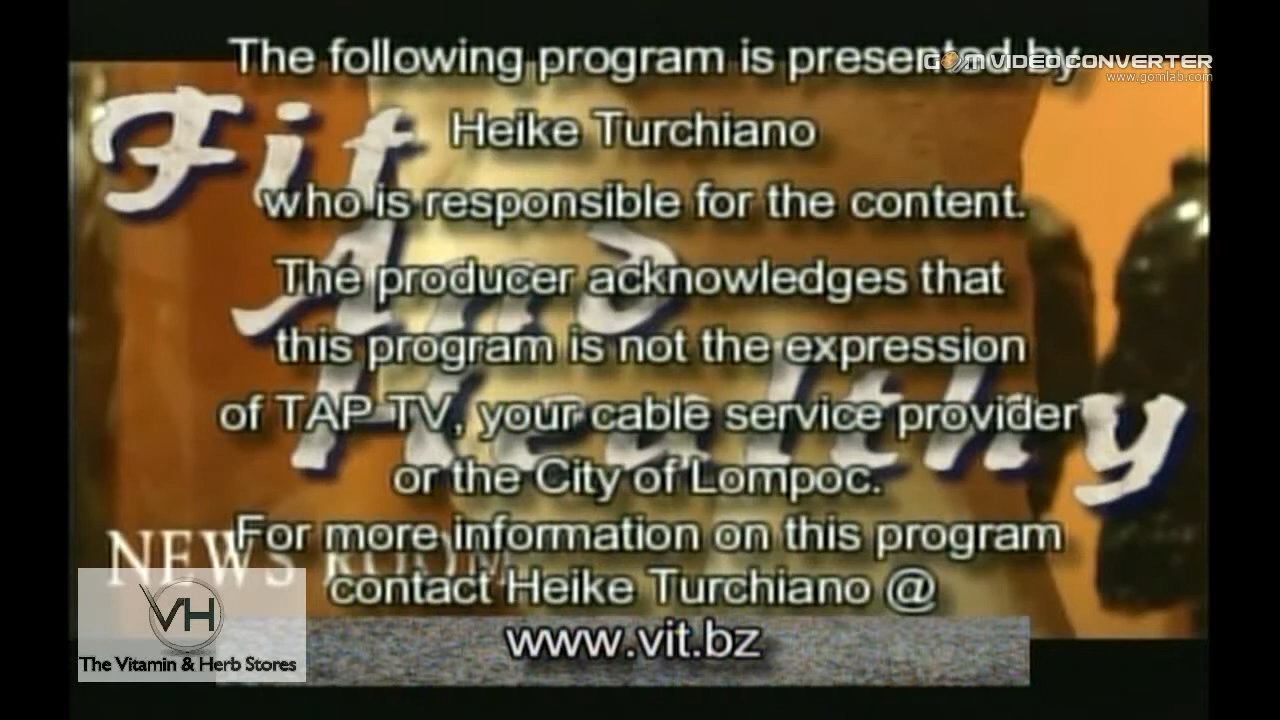 The following program is presented by
GOM VIDEO CONVERTER
www.gomlab.com
Heike Turchiano
who is responsible for the content.
The producer acknowledges that
this program is not the expression
of TAP TV, your cable service provider
or the City of Lompoc.
For more information on this program
contact Heike Turchiano @
www.vit.bz
Fit
And
Healthy
NEWS ROOM
VH
The Vitamin & Herb Stores